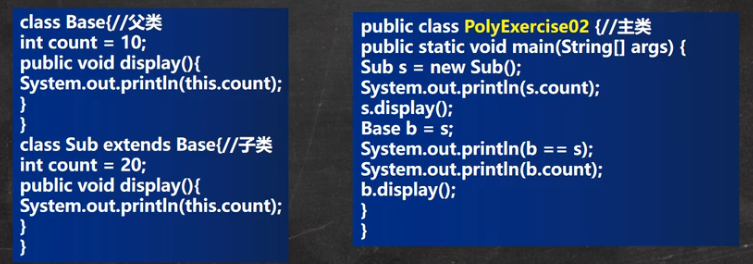 class Base{//父类
int count = 10;
public void display(){
System.out.println(this.count);
}
}
class Sub extends Base{//子类
int count = 20;
public void display(){
System.out.println(this.count);
}
}
public class PolyExercise02 {//主类
public static void main(String[] args) {
Sub s = new Sub();
System.out.println(s.count);
s.display();
Base b = s;
System.out.println(b == s);
System.out.println(b.count);
b.display();
}
}